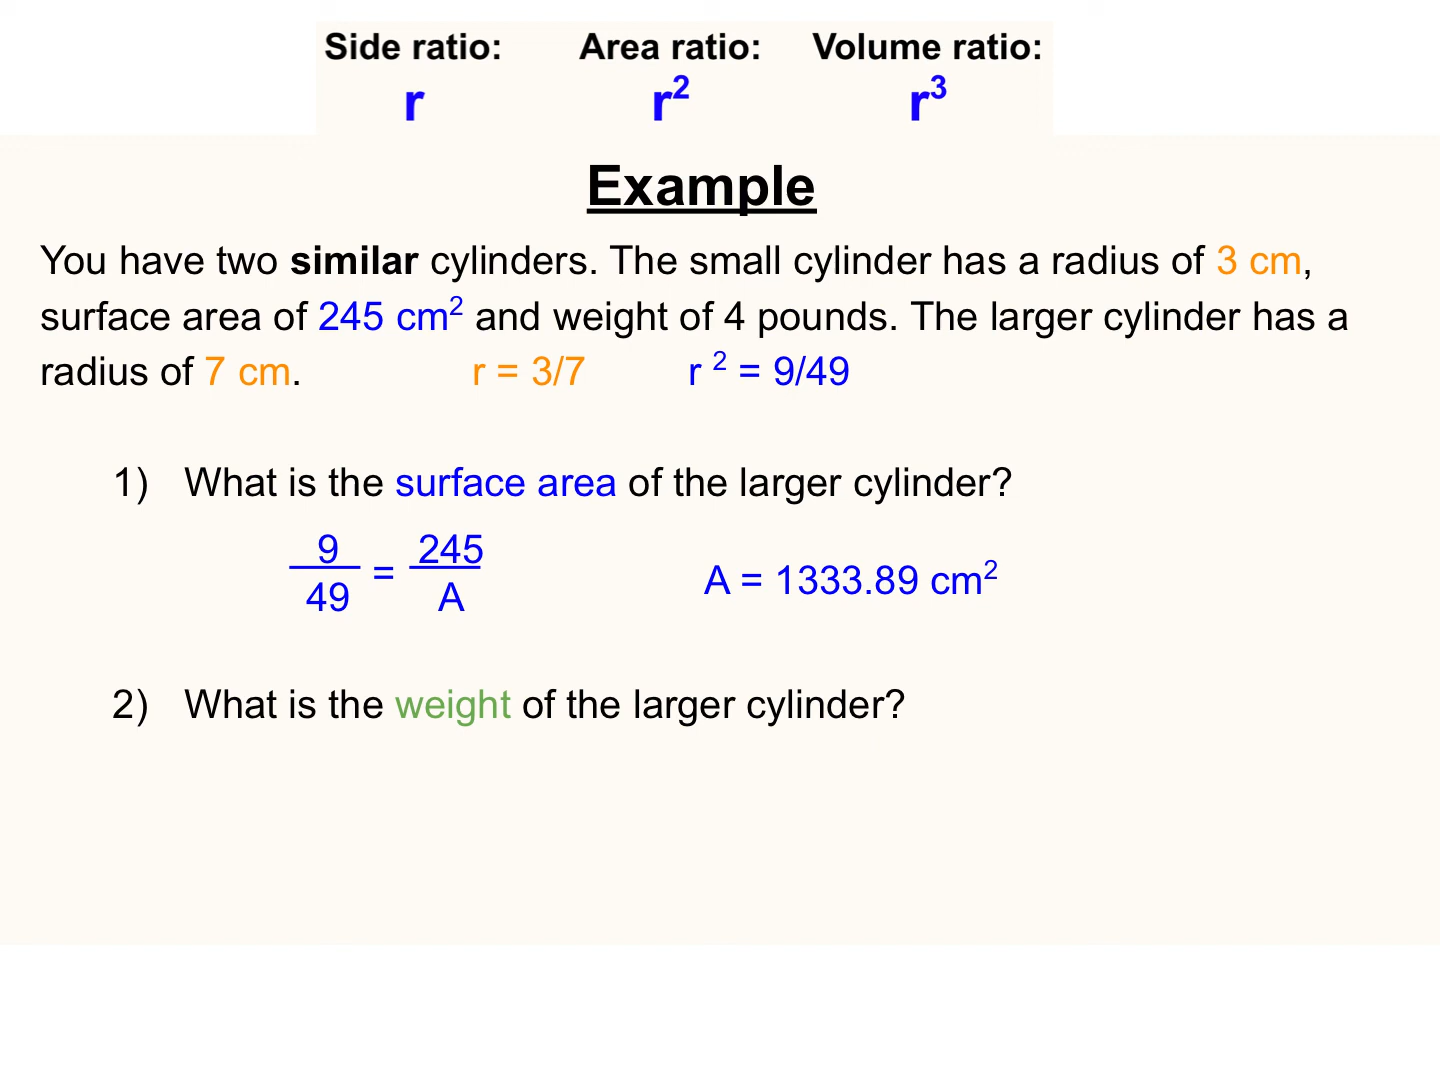 Side ratio: Area ratio: Volume ratio:
r r² r³
Example
You have two similar cylinders. The small cylinder has a radius of 3 cm,
surface area of 245 cm² and weight of 4 pounds. The larger cylinder has a
radius of 7 cm. r = 3/7 r ² = 9/49
1) What is the surface area of the larger cylinder?
9 245
=
49 A
A = 1333.89 cm²
2) What is the weight of the larger cylinder?